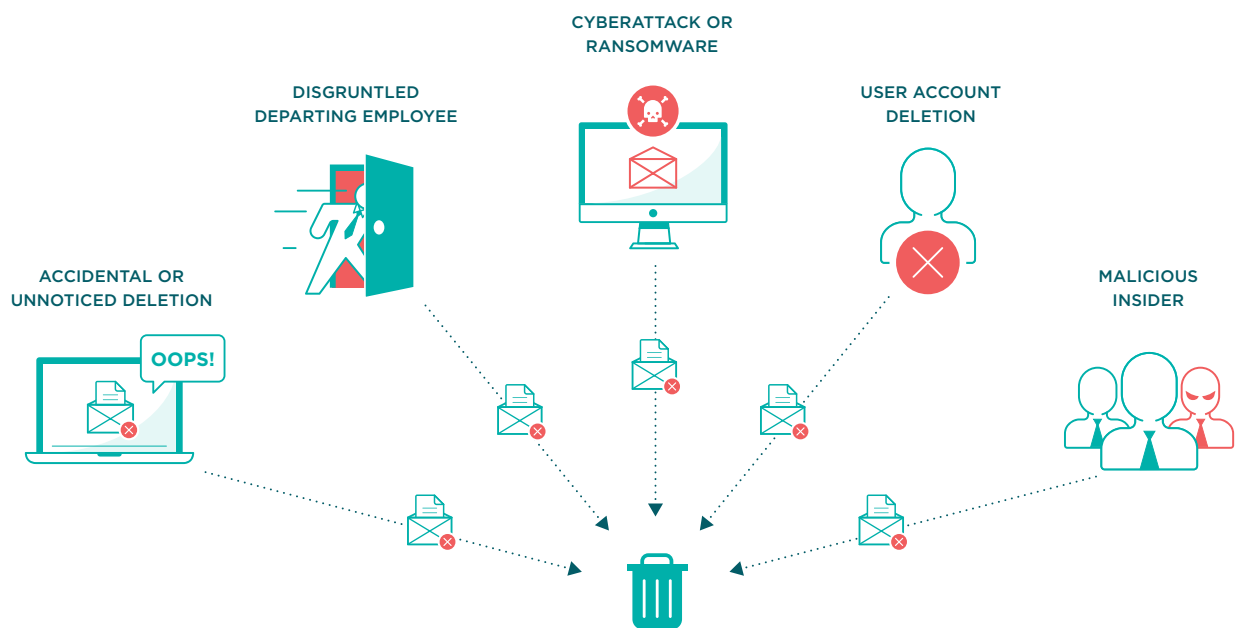 CYBERATTACK OR
RANSOMWARE
DISGRUNTLED
DEPARTING EMPLOYEE
USER ACCOUNT
DELETION
ACCIDENTAL OR
UNNOTICED DELETION
MALICIOUS
INSIDER
OOPS!